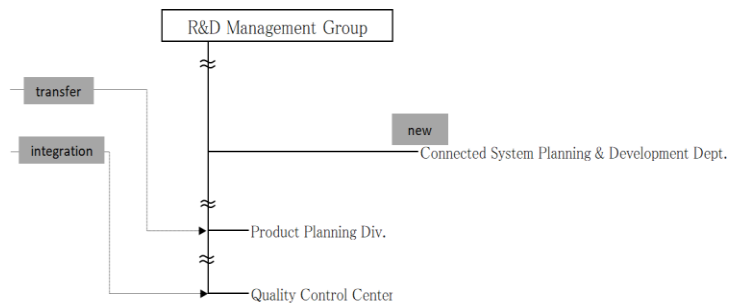 R&D Management Group
transfer
new
integration
Connected System Planning & Development Dept.
Product Planning Div.
Quality Control Center